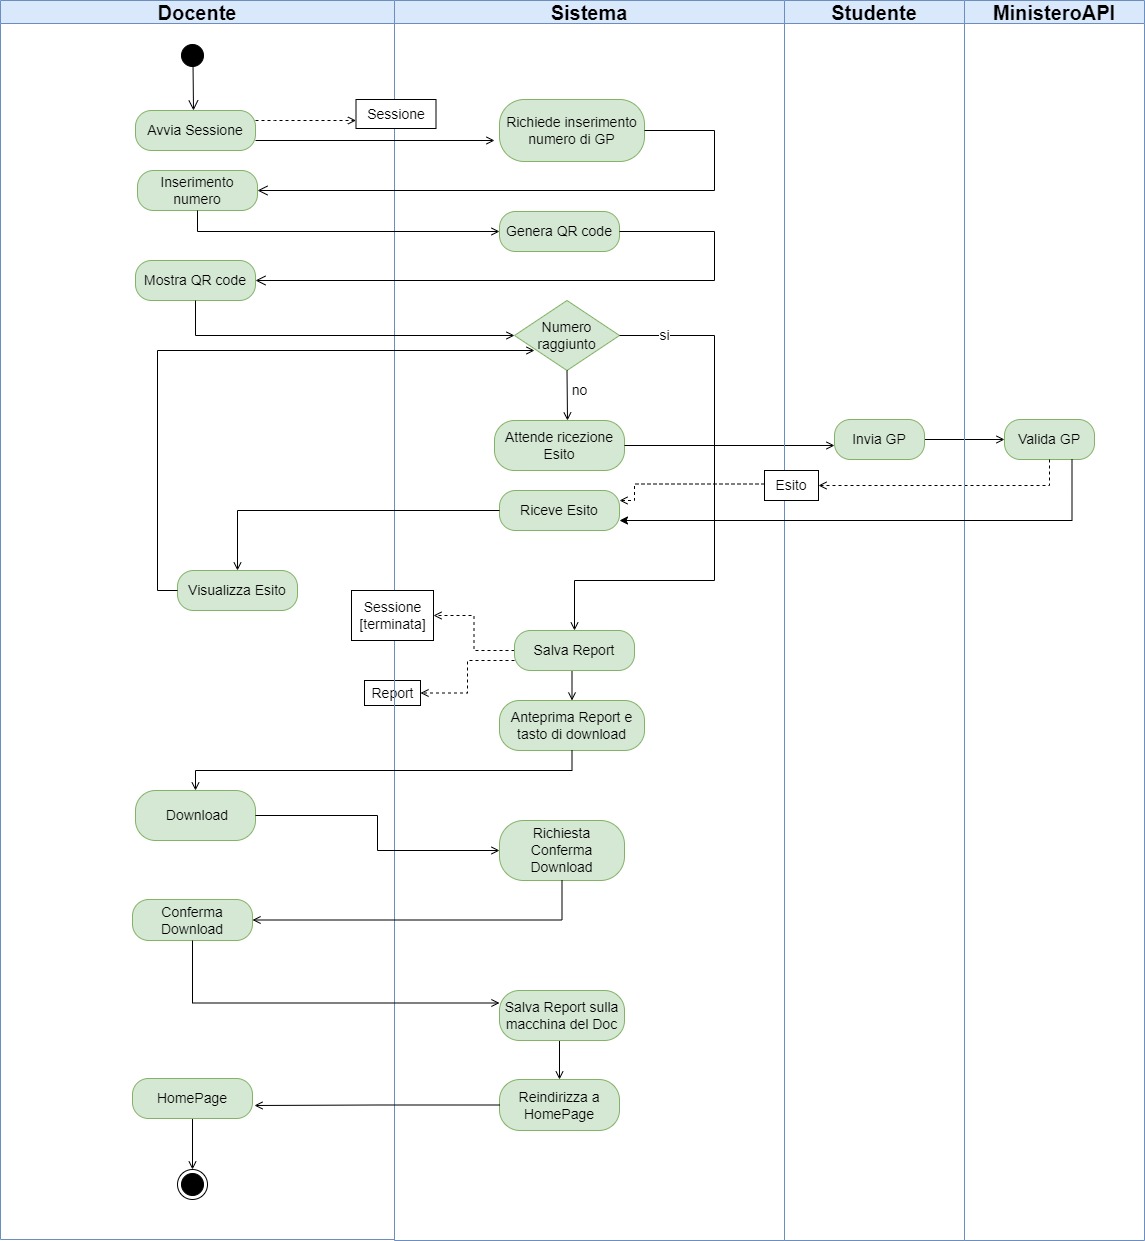 Docente
Sistema
Studente
MinisteroAPI
Avvia Sessione
Sessione
Richiede inserimento
numero di GP
Inserimento
numero
Genera QR code
Mostra QR code
Numero
raggiunto
si
no
Attende ricezione
Esito
Invia GP
Valida GP
Esito
Riceve Esito
Visualizza Esito
Sessione
[terminata]
Salva Report
Report
Anteprima Report e
tasto di download
Download
Richiesta
Conferma
Download
Conferma
Download
Salva Report sulla
macchina del Doc
HomePage
Reindirizza a
HomePage